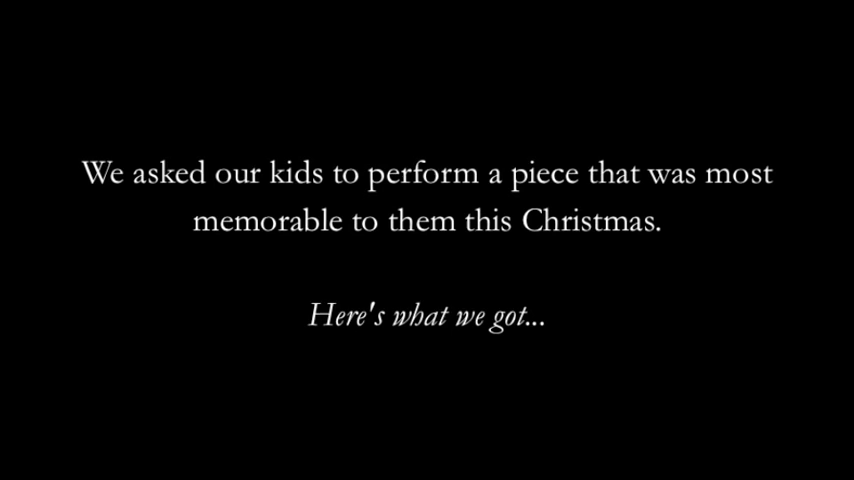 We asked our kids to perform a piece that was most
memorable to them this Christmas.
Here's what we got...